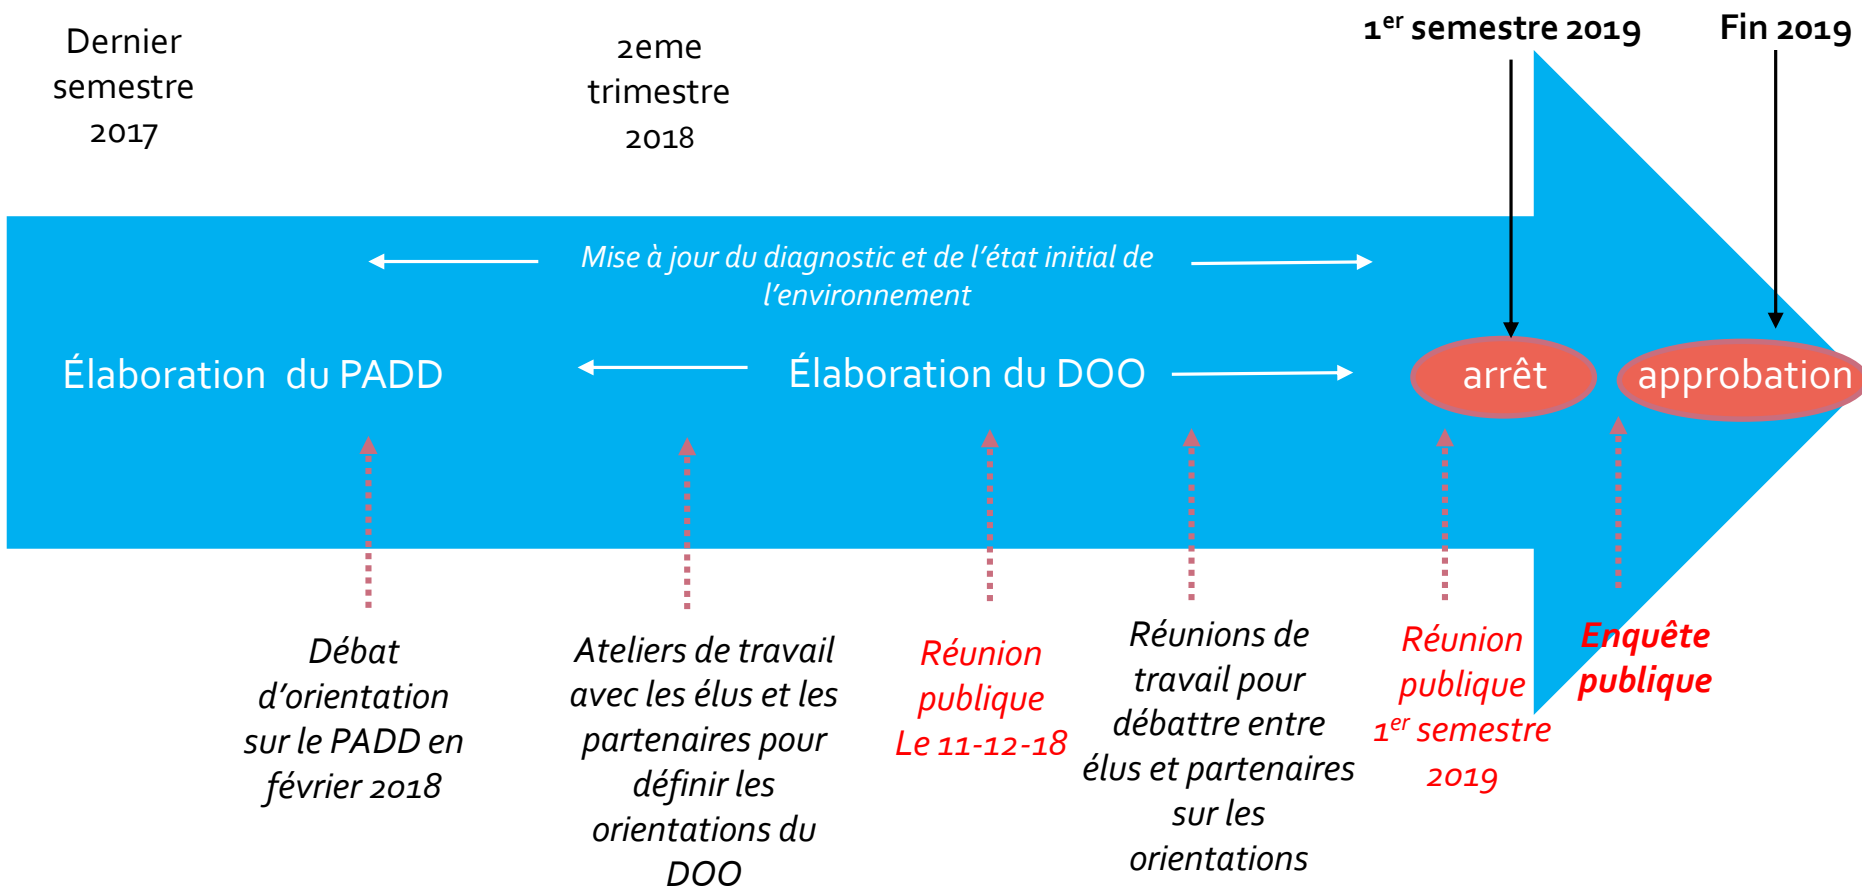 Dernier
semestre
2017
2eme
trimestre
2018
1er semestre 2019
Fin 2019
Mise à jour du diagnostic et de l'état initial de
l'environnement
Élaboration du PADD
Élaboration du DOO
arrêt
approbation
Débat
d'orientation
sur le PADD en
février 2018
Ateliers de travail
avec les élus et les
partenaires pour
définir les
orientations du
DOO
Réunion
publique
Le 11-12-18
Réunions de
travail pour
débattre entre
élus et partenaires
sur les
orientations
Réunion
publique
1er semestre
2019
Enquête
publique